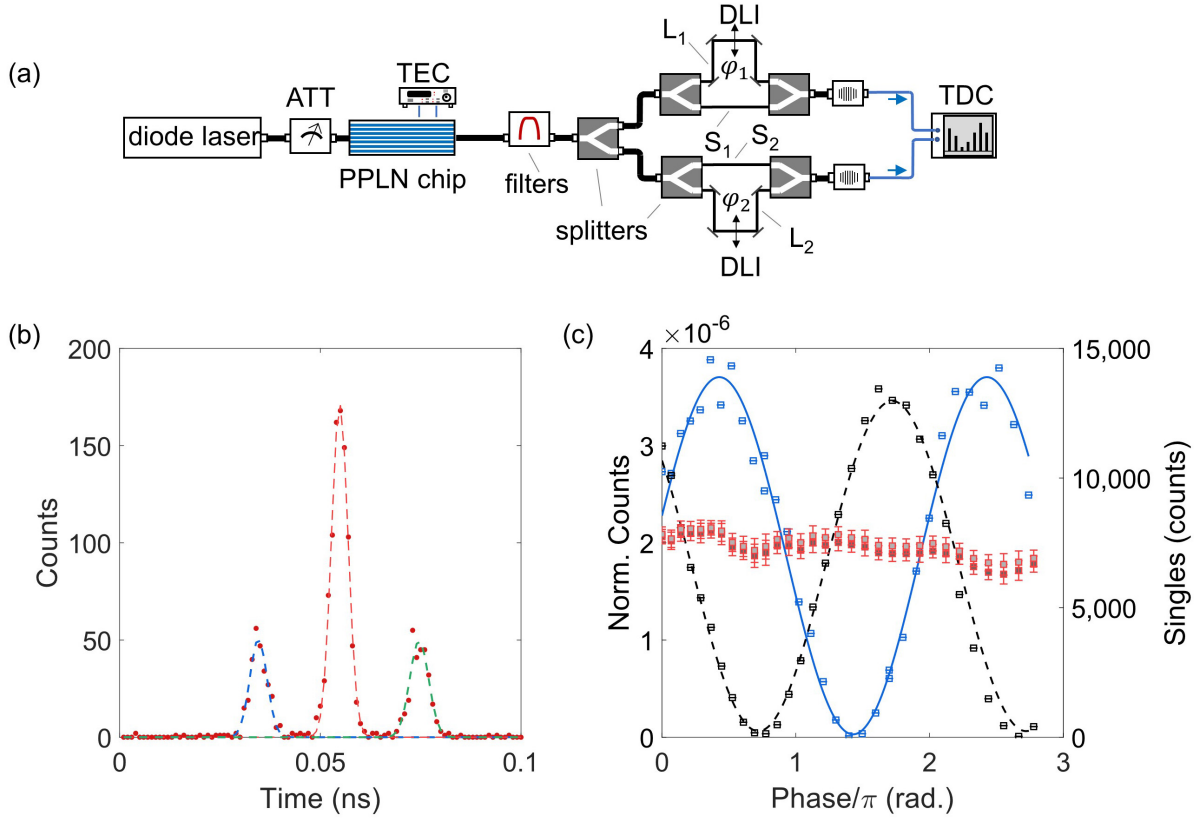 (a)
DLI
L1
φ1
TEC
ATT
TDC
diode laser
S1 S2
PPLN chip
filters
splitters
φ2
L2
DLI
(b)
200
150
100
50
0
Counts
0 0.05 0.1
Time (ns)
(c)
×10-6
4
3
2
1
0
Norm. Counts
15,000
10,000
5,000
0
Singles (counts)
0 1 2 3
Phase/π (rad.)